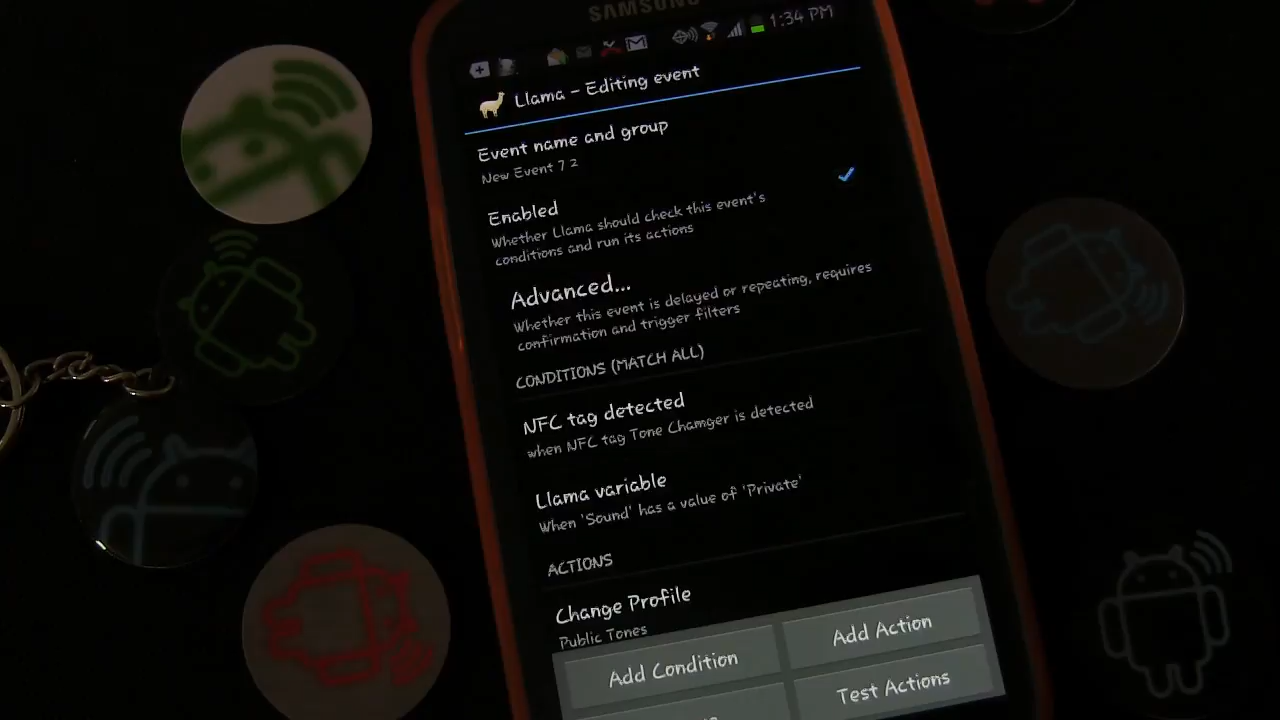 SAMSUNG
1:34 PM
Llama - Editing event
Event name and group
New Event 7 2
Enabled
Whether Llama should check this event's
conditions and run its actions
Advanced...
Whether this event is delayed or repeating, requires
confirmation and trigger filters
CONDITIONS (MATCH ALL)
NFC tag detected
when NFC tag Tone Chamger is detected
Llama variable
When 'Sound' has a value of 'Private'
ACTIONS
Change Profile
Public Tones
Add Condition
Add Action
Test Actions